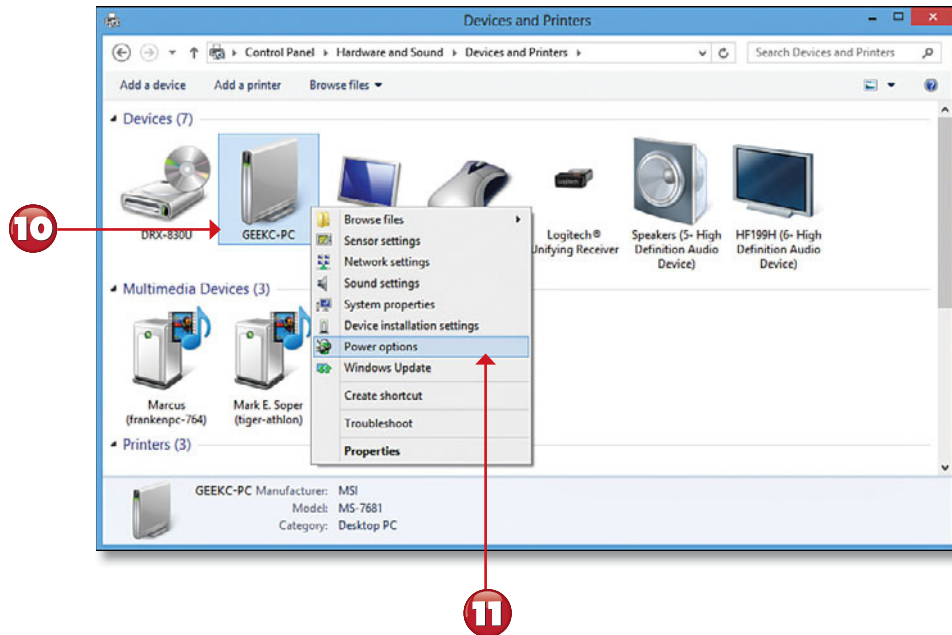 Devices and Printers
Control Panel ▸ Hardware and Sound ▸ Devices and Printers ▸
Search Devices and Printers
Add a device Add a printer Browse files
Devices (7)
10
DRX-830U
GEEKC-PC
Logitech®
Unifying Receiver
Speakers (5- High
Definition Audio
Device)
HF199H (6- High
Definition Audio
Device)
Browse files
Sensor settings
Network settings
Sound settings
System properties
Device installation settings
Power options
Windows Update
Create shortcut
Troubleshoot
Properties
Multimedia Devices (3)
Marcus
(frankenpc-764)
Mark E. Soper
(tiger-athlon)
Printers (3)
GEEKC-PC Manufacturer: MSI
Model: MS-7681
Category: Desktop PC
11